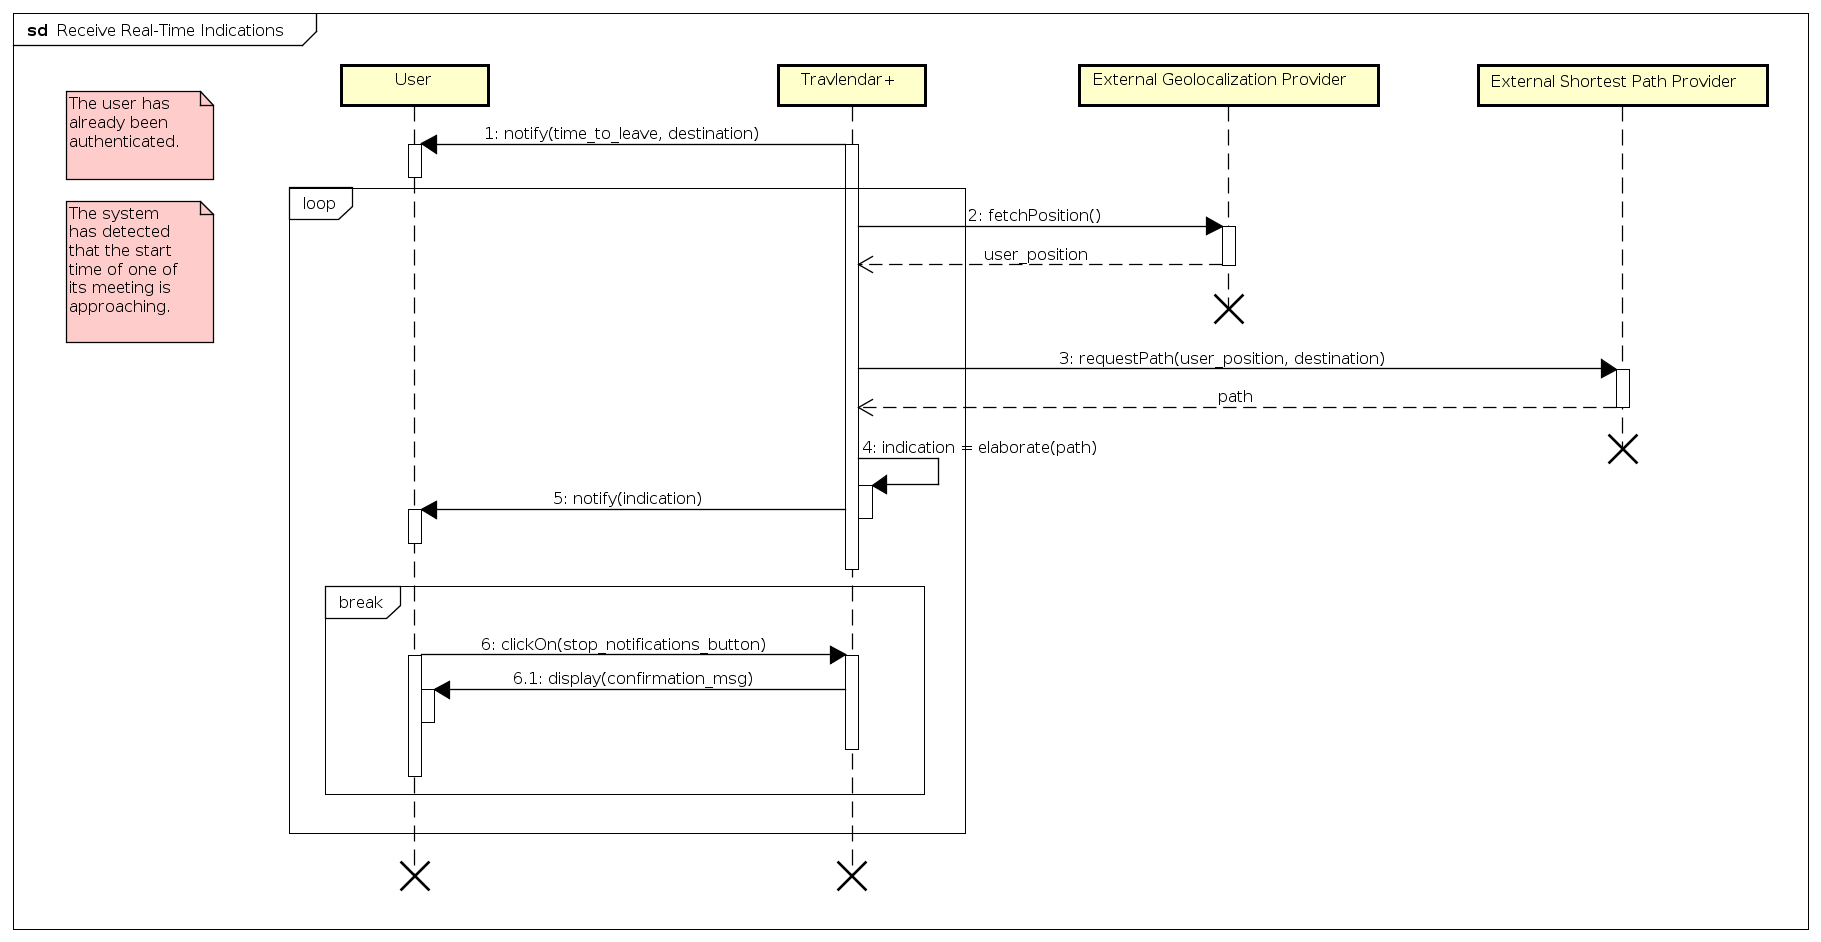 sd Receive Real-Time Indications
User
Travlendar+
External Geolocalization Provider
External Shortest Path Provider
The user has
already been
authenticated.
1: notify(time_to_leave, destination)
The system
has detected
that the start
time of one of
its meeting is
approaching.
loop
2: fetchPosition()
user_position
3: requestPath(user_position, destination)
path
4: indication = elaborate(path)
5: notify(indication)
break
6: clickOn(stop_notifications_button)
6.1: display(confirmation_msg)